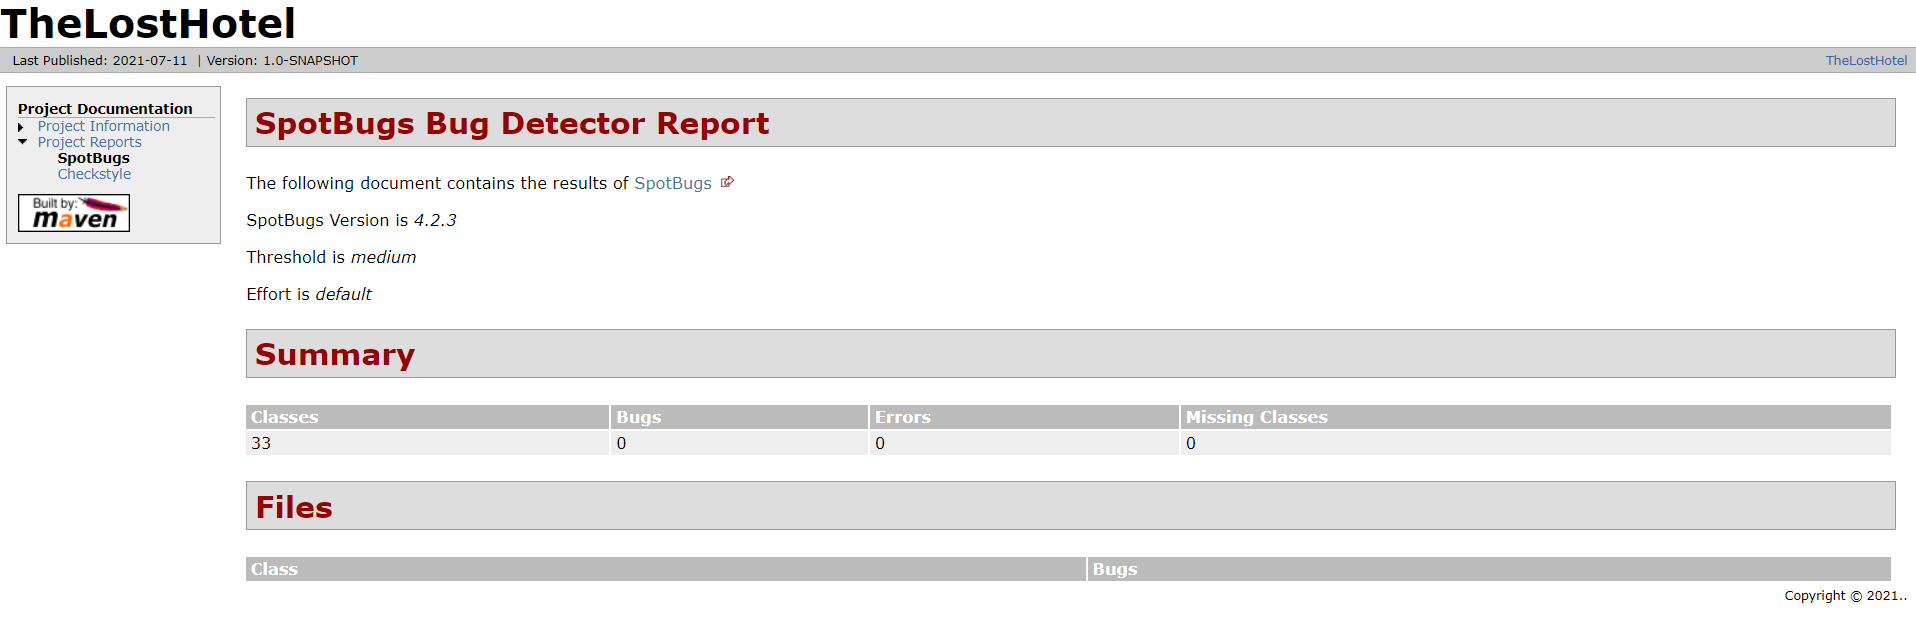 TheLostHotel
Last Published: 2021-07-11 | Version: 1.0-SNAPSHOT
TheLostHotel
Project Documentation
Project Information
Project Reports
SpotBugs
Checkstyle
Built by:
maven
SpotBugs Bug Detector Report
The following document contains the results of SpotBugs
SpotBugs Version is 4.2.3
Threshold is medium
Effort is default
Summary
Classes Bugs Errors Missing Classes
33 0 0 0
Files
Class Bugs
Copyright © 2021..